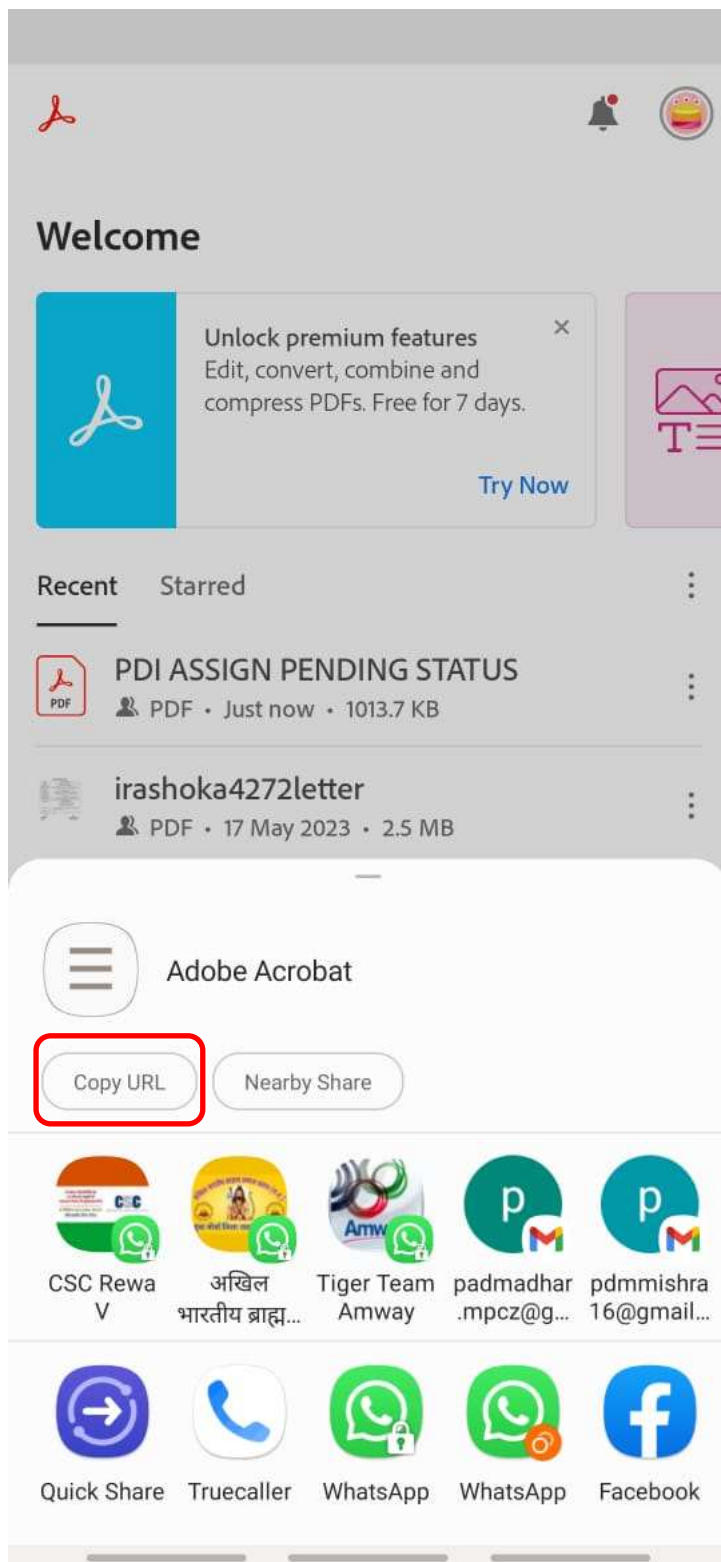 Welcome
Unlock premium features
Edit, convert, combine and
compress PDFs. Free for 7 days.
Try Now
Recent Starred
PDI ASSIGN PENDING STATUS
PDF • Just now • 1013.7 KB
irashoka4272letter
PDF • 17 May 2023 • 2.5 MB
Adobe Acrobat
Copy URL Nearby Share
CSC Rewa V
अखिल भारतीय ब्राह्म...
Tiger Team Amway
padmadhar.mpcz@g...
pdmmishra16@gmail...
Quick Share Truecaller WhatsApp WhatsApp Facebook